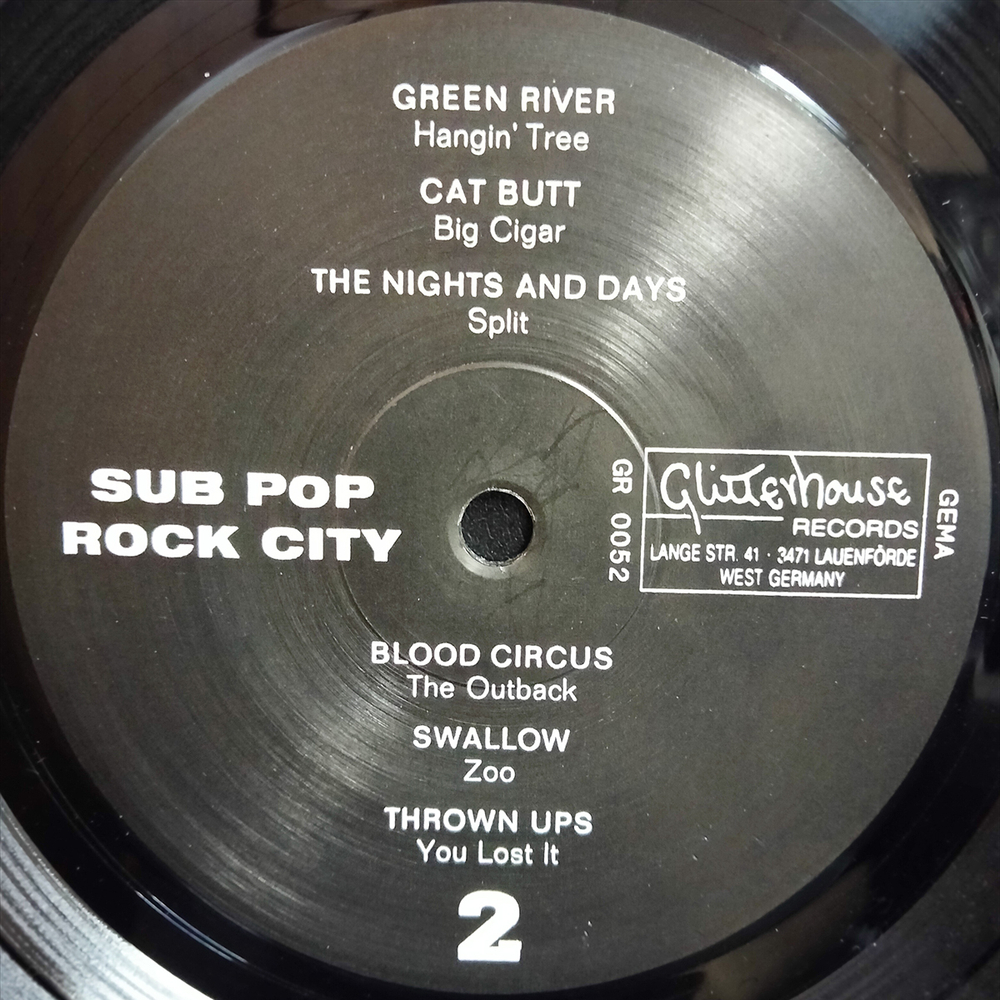 GREEN RIVER
Hangin' Tree
CAT BUTT
Big Cigar
THE NIGHTS AND DAYS
Split
SUB POP
ROCK CITY
GR 0052
Glitterhouse
RECORDS
LANGE STR. 41 · 3471 LAUENFÖRDE
WEST GERMANY
GEMA
BLOOD CIRCUS
The Outback
SWALLOW
Zoo
THROWN UPS
You Lost It
2